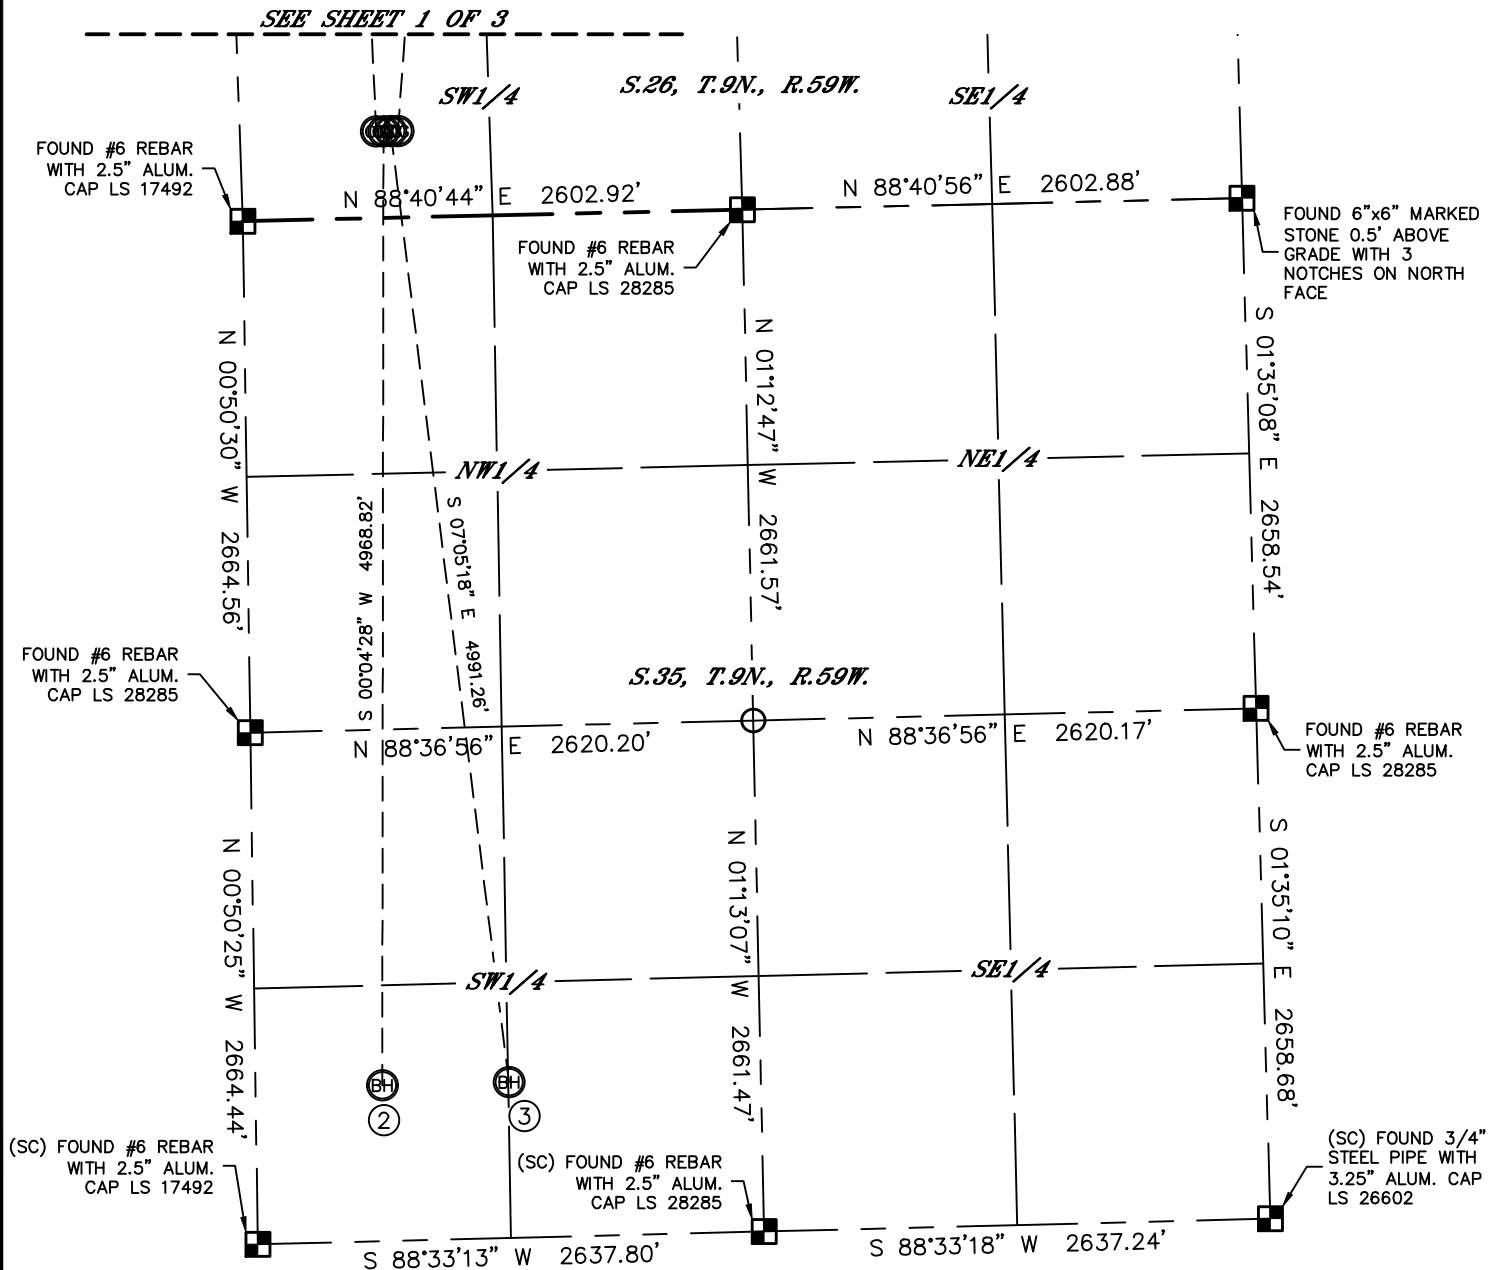 SEE SHEET 1 OF 3
SW1/4
S.26, T.9N., R.59W.
SE1/4
FOUND #6 REBAR
WITH 2.5" ALUM.
CAP LS 17492
N 88°40'44" E 2602.92'
N 88°40'56" E 2602.88'
FOUND #6 REBAR
WITH 2.5" ALUM.
CAP LS 28285
FOUND 6"x6" MARKED
STONE 0.5' ABOVE
GRADE WITH 3
NOTCHES ON NORTH
FACE
N 00°50'30" W 2664.56'
N 01°12'47" W 2661.57'
S 01°35'08" E 2658.54'
NW1/4
NE1/4
S 00°04'28" W 4968.82'
S 07°05'18" E 4991.26'
FOUND #6 REBAR
WITH 2.5" ALUM.
CAP LS 28285
S.35, T.9N., R.59W.
N 88°36'56" E 2620.20'
N 88°36'56" E 2620.17'
FOUND #6 REBAR
WITH 2.5" ALUM.
CAP LS 28285
N 00°50'25" W 2664.44'
N 01°13'07" W 2661.47'
S 01°35'10" E 2658.68'
SW1/4
SE1/4
BH
2
BH
3
(SC) FOUND #6 REBAR
WITH 2.5" ALUM.
CAP LS 17492
(SC) FOUND #6 REBAR
WITH 2.5" ALUM.
CAP LS 28285
(SC) FOUND 3/4"
STEEL PIPE WITH
3.25" ALUM. CAP
LS 26602
S 88°33'13" W 2637.80'
S 88°33'18" W 2637.24'